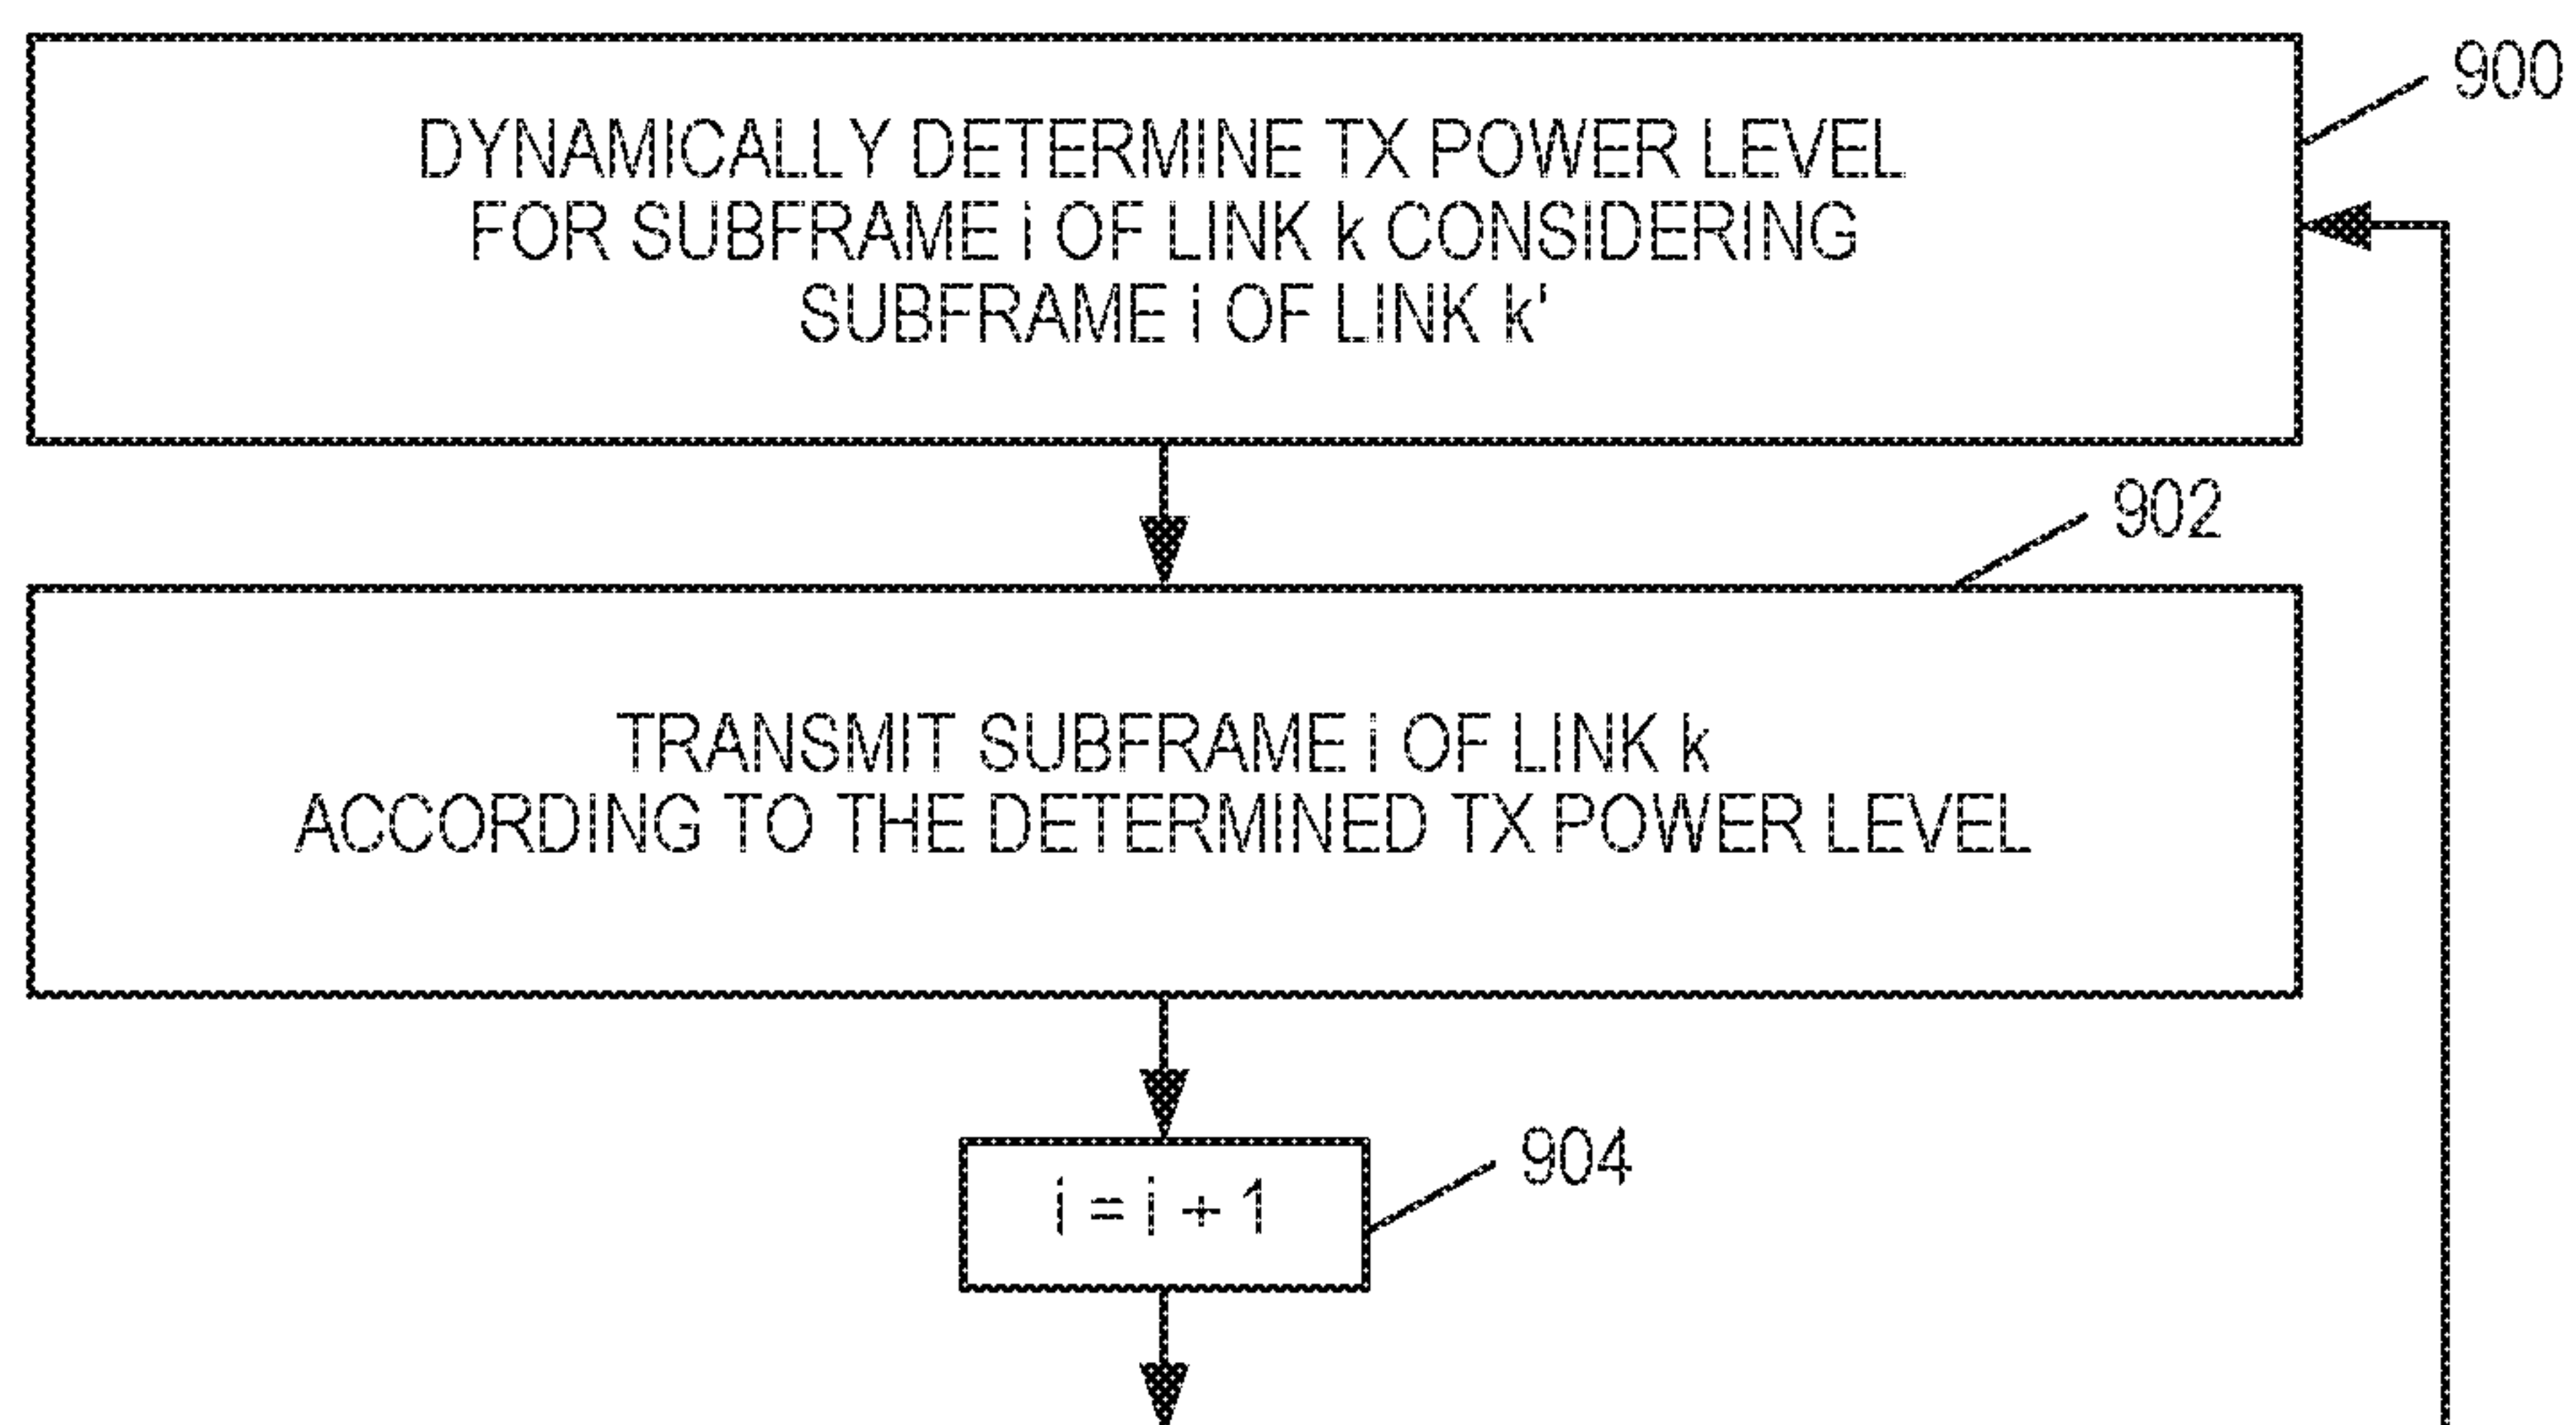 900
DYNAMICALLY DETERMINE TX POWER LEVEL
FOR SUBFRAME i OF LINK k CONSIDERING
SUBFRAME i OF LINK k'
902
TRANSMIT SUBFRAME i OF LINK k
ACCORDING TO THE DETERMINED TX POWER LEVEL
904
i = i + 1